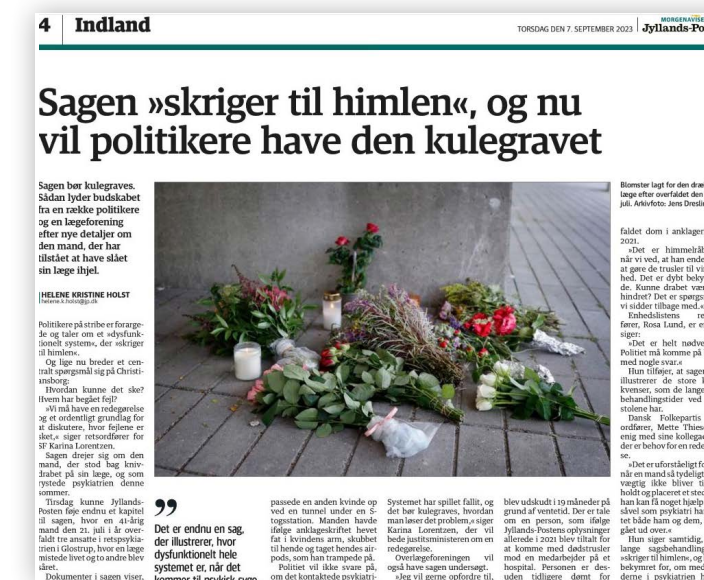 4 Indland
TORSDAG DEN 7. SEPTEMBER 2023
MORGENAVISEN
Jyllands-Po
Sagen »skriger til himlen«, og nu
vil politikere have den kulegravet
Sagen bør kulegraves.
Sådan lyder budskabet
fra en række politikere
og en lægeforening
efter nye detaljer om
den mand, der har
tilstået at have slået
sin læge ihjel.
HELENE KRISTINE HOLST
helene.k.holst@jp.dk
Politikere på stribe er forarge-
de og taler om et »dysfunk-
tionelt system«, der »skriger
til himlen«.
Og lige nu breder et cen-
tralt spørgsmål sig på Christi-
ansborg:
Hvordan kunne det ske?
Hvem har begået fejl?
»Vi må have en redegørelse
og et ordentligt grundlag for
at diskutere, hvor fejlene er
sket,« siger retsordfører for
SF Karina Lorentzen.
Sagen drejer sig om den
mand, der stod bag kniv-
drabet på sin læge, og som
rystede psykiatrien denne
sommer.
Tirsdag kunne Jyllands-
Posten føje endnu et kapitel
til sagen, hvor en 41-årig
mand den 21. juli i år over-
faldt tre ansatte i retspsykia-
trien i Glostrup, hvor en læge
mistede livet og to andre blev
såret.
Dokumenter i sagen viser,
”
Det er endnu en sag,
der illustrerer, hvor
dysfunktionelt hele
systemet er, når det
kommer til psykisk syge
passede en anden kvinde op
ved en tunnel under en S-
togsstation. Manden havde
ifølge anklageskriftet hevet
fat i kvindens arm, skubbet
til hende og taget hendes air-
pods, som han trampede på.
Politiet vil ikke svare på,
om det kontaktede psykiatri-
Systemet har spillet fallit, og
det bør kulegraves, hvordan
man løser det problem,« siger
Karina Lorentzen, der vil
bede justitsministeren om en
redegørelse.
Overlægeforeningen vil
også have sagen undersøgt.
»Jeg vil gerne opfordre til,
blev udskudt i 19 måneder på
grund af ventetid. Der er tale
om en person, som ifølge
Jyllands-Postens oplysninger
allerede i 2021 blev tiltalt for
at komme med dødstrusler
mod en medarbejder på et
hospital. Personen er des-
uden tidligere dømt for
Blomster lagt for den dræ
læge efter overfaldet den
juli. Arkivfoto: Jens Dreslin
faldet dom i anklager
2021.
»Det er himmelråb
når vi ved, at han ende
at gøre de trusler til vir
hed. Det er dybt beky
de. Kunne drabet vær
hindret? Det er spørgs
vi sidder tilbage med.«
Enhedslistens re
fører, Rosa Lund, er e
siger:
»Det er helt nødve
Politiet må komme på
med nogle svar.«
Hun tilføjer, at sager
illustrerer de store k
kvenser, som de lange
behandlingstider ved
stolene har.
Dansk Folkepartis
ordfører, Mette Thiese
enig med sine kollegae
der er behov for en rede
se.
»Det er uforståeligt fo
når en mand så tydeligt
vægtig ikke bliver ti
holdt og placeret et sted
han kan få noget hjælp
såvel som psykiatri har
tet både ham og dem,
gået ud over.«
Hun siger samtidig,
lange sagsbehandling
»skriger til himlen«, og
bekymret for, om med
derne i psykiatrien h